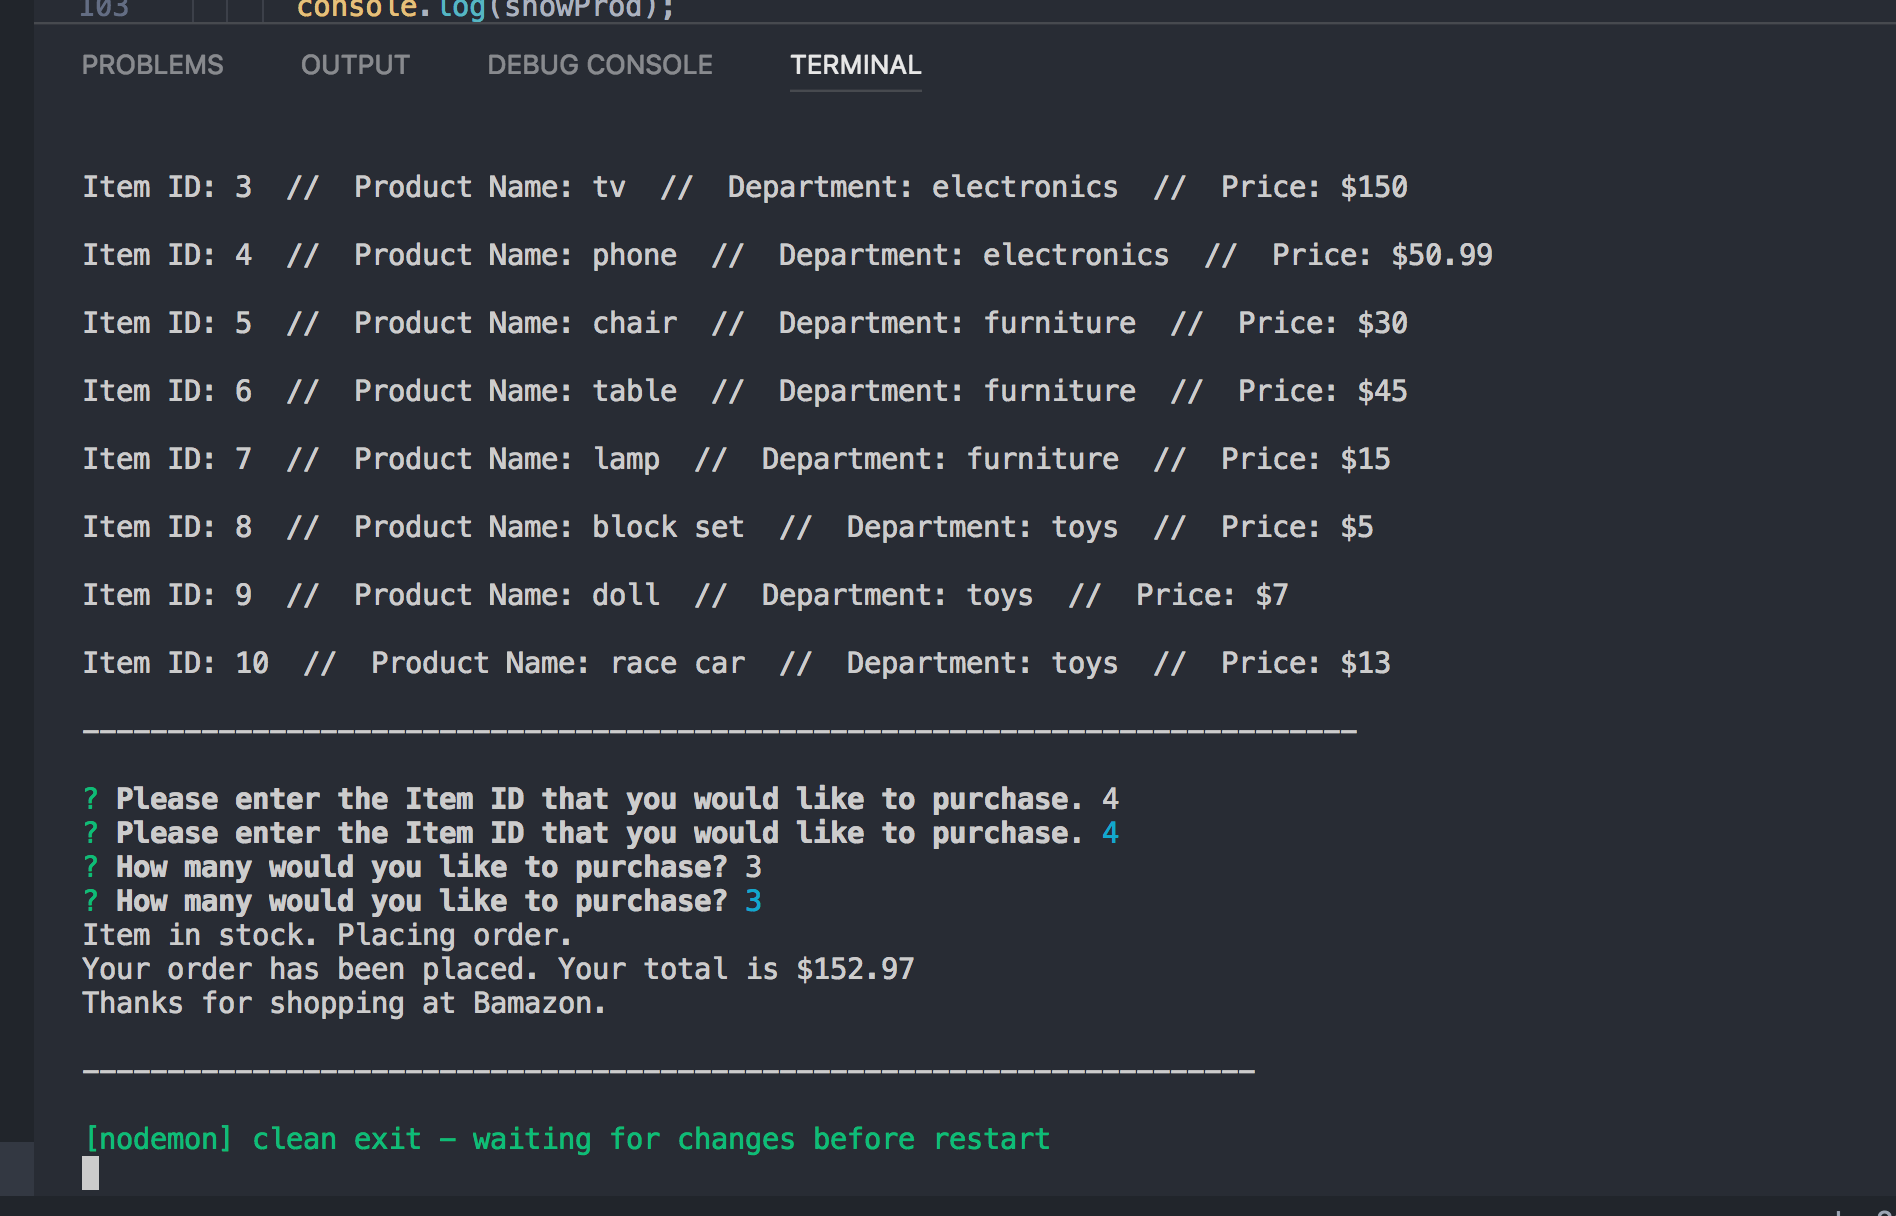 103 console.log(showProd);
PROBLEMS OUTPUT DEBUG CONSOLE TERMINAL
Item ID: 3  //  Product Name: tv  //  Department: electronics  //  Price: $150
Item ID: 4  //  Product Name: phone  //  Department: electronics  //  Price: $50.99
Item ID: 5  //  Product Name: chair  //  Department: furniture  //  Price: $30
Item ID: 6  //  Product Name: table  //  Department: furniture  //  Price: $45
Item ID: 7  //  Product Name: lamp  //  Department: furniture  //  Price: $15
Item ID: 8  //  Product Name: block set  //  Department: toys  //  Price: $5
Item ID: 9  //  Product Name: doll  //  Department: toys  //  Price: $7
Item ID: 10  //  Product Name: race car  //  Department: toys  //  Price: $13
---------------------------------------------------------------------------
? Please enter the Item ID that you would like to purchase. 4
? Please enter the Item ID that you would like to purchase. 4
? How many would you like to purchase? 3
? How many would you like to purchase? 3
Item in stock. Placing order.
Your order has been placed. Your total is $152.97
Thanks for shopping at Bamazon.
---------------------------------------------------------------------
[nodemon] clean exit - waiting for changes before restart